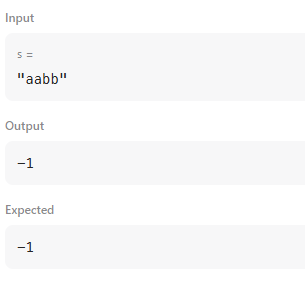 Input
s =
"aabb"
Output
-1
Expected
-1